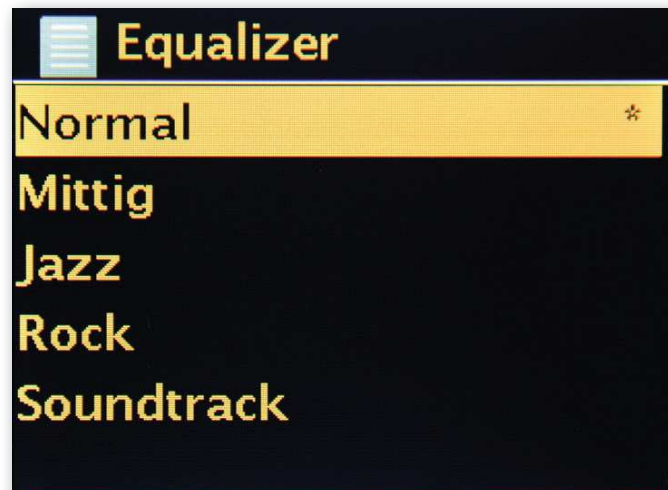 Equalizer
Normal *
Mittig
Jazz
Rock
Soundtrack